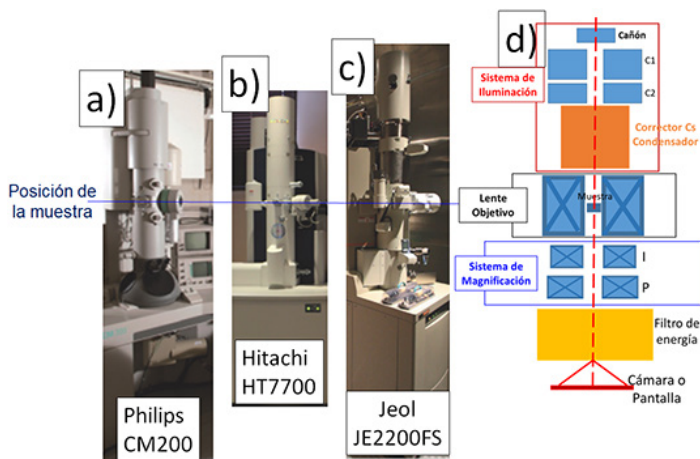 a)
b)
c)
d)
Posición de
la muestra
Philips
CM200
Hitachi
HT7700
Jeol
JE2200FS
Sistema de
Iluminación
Cañón
C1
C2
Corrector Cs
Condensador
Lente
Objetivo
Muestra
Sistema de
Magnificación
I
P
Filtro de
energía
Cámara o
Pantalla